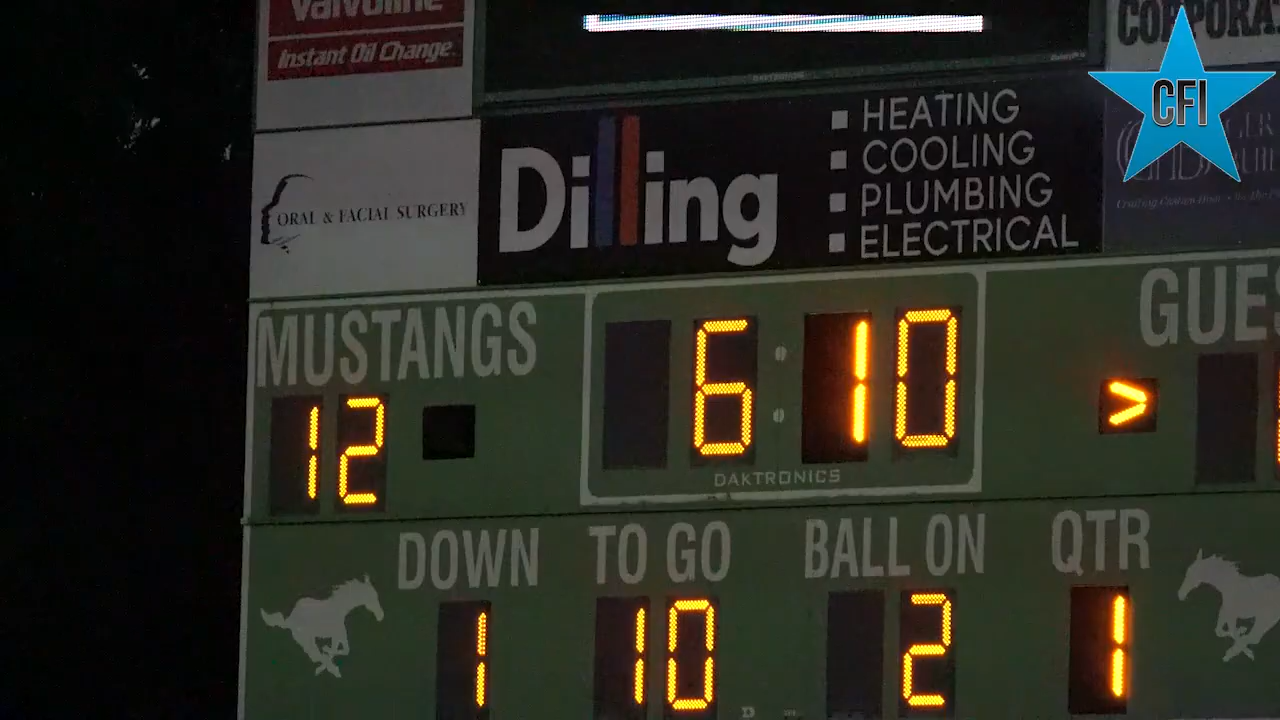 Valvoline
Instant Oil Change
CORPORA
CFI
DAKTRONICS
ORAL & FACIAL SURGERY
Dilling
HEATING
COOLING
PLUMBING
ELECTRICAL
MUSTANGS
6:10
GUES
12
>
DAKTRONICS
DOWN TO GO BALL ON QTR
1 10 2 1